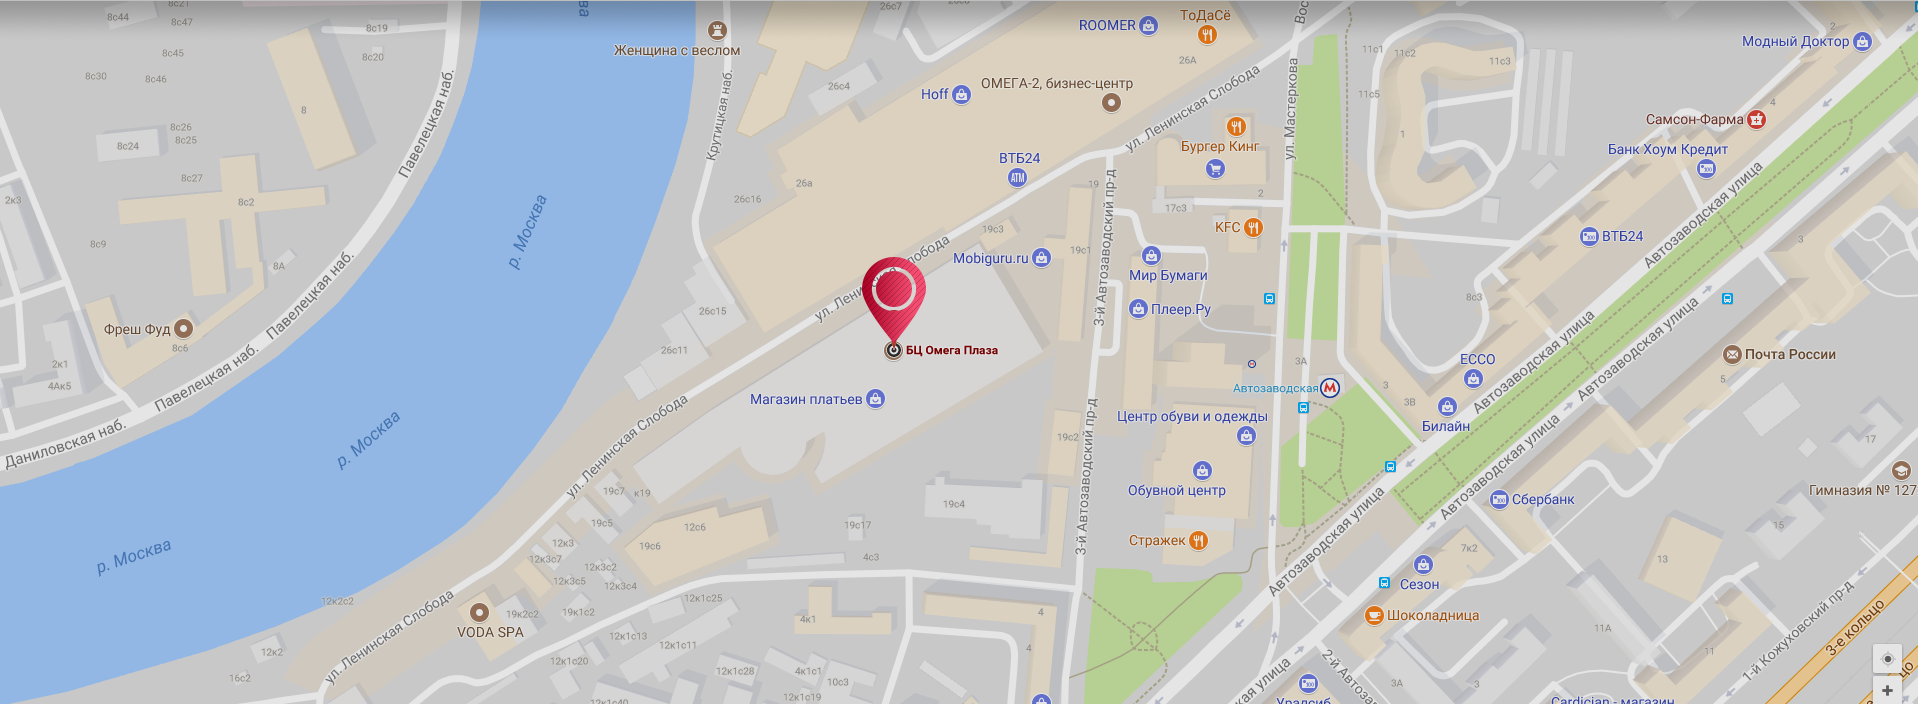 8с44
8с21
8с47
8с19
8с20
8с45
8с46
8с30
8
8с26
8с25
8с24
8с27
8с2
2к3
8с9
8А
Фреш Фуд
8с6
2к1
4Ак5
Павелецкая наб.
Павелецкая наб.
Павелецкая наб.
Даниловская наб.
р. Москва
р. Москва
р. Москва
Женщина с веслом
Крутицкая наб.
26с7
26с4
26с16
26а
26А
26с15
26с11
ROOMER
ТоДаСё
Hoff
ОМЕГА-2, бизнес-центр
ВТБ24
ATM
ул. Ленинская Слобода
ул. Ленинская Слобода
ул. Ленинская Слобода
ул. Мастеркова
Бургер Кинг
2
17с3
19
19с3
19с1
KFC
Mobiguru.ru
Мир Бумаги
Плеер.Ру
3-й Автозаводский пр-д
3-й Автозаводский пр-д
БЦ Омега Плаза
Магазин платьев
Автозаводская
М
3А
Центр обуви и одежды
Обувной центр
Стражек
19с2
19с4
19с17
4с3
19с7
к19
19с5
12с6
19с6
12к3
12к3с7
12к3с2
12к3с5
12к3с4
12к2с2
19к2с2
19к1с2
VODA SPA
12к1с25
12к1с13
12к1с11
12к1с20
12к1с28
12к1с19
12к1с40
4к1с1
10с3
4к1
4
4
12к2
16с2
11с1
11с2
11с3
11с5
1
2
4
Модный Доктор
Самсон-Фарма
Банк Хоум Кредит
ВТБ24
8с3
3
3
3В
ЕССО
Билайн
Автозаводская улица
Автозаводская улица
Автозаводская улица
Автозаводская улица
Автозаводская улица
Почта России
5
17
Гимназия № 127
15
13
Сбербанк
7к2
Сезон
Шоколадница
11А
11
3А
3
1-й Кожуховский пр-д
3-е кольцо
Уралсиб
Cardician - магазин